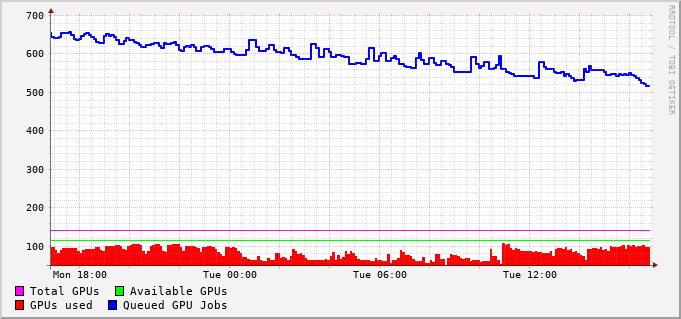 700
600
500
400
300
200
100
Mon 18:00 Tue 00:00 Tue 06:00 Tue 12:00
Total GPUs Available GPUs
GPUs used Queued GPU Jobs
RRDTOOL / TOBI OETIKER